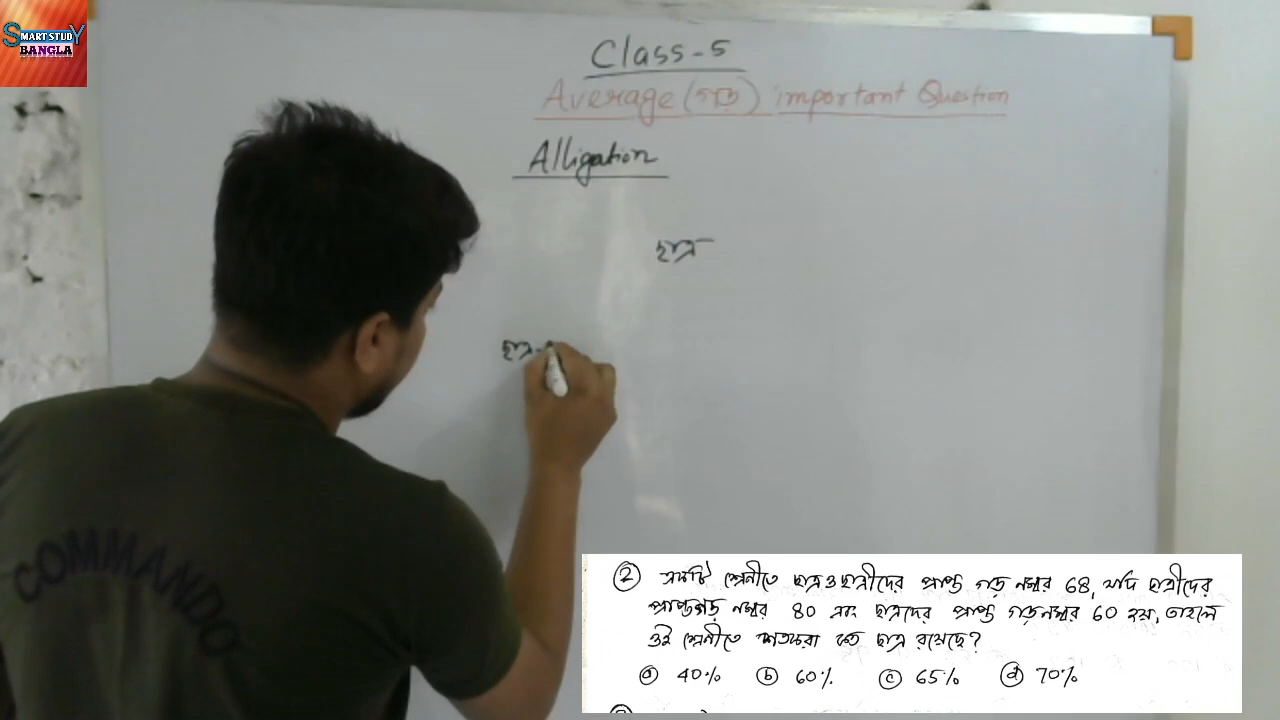 SMART STUDY
BANGLA
Class-5
Average (গড়) important Question
Alligation
ছাত্র
ছাত্র
COMMANDO
② একটি শ্রেনীতে ছাত্র ও ছাত্রীদের প্রাপ্ত গড় নম্বর 68, যদি ছাত্রীদের
প্রাপ্তগড় নম্বর 80 এবং ছাত্রদের প্রাপ্ত গড়নম্বর 60 হয়, তাহলে
ওই শ্রেনীতে শতকরা কত ছাত্র রয়েছে?
ⓐ 40% ⓑ 60% ⓒ 65% ⓓ 70%